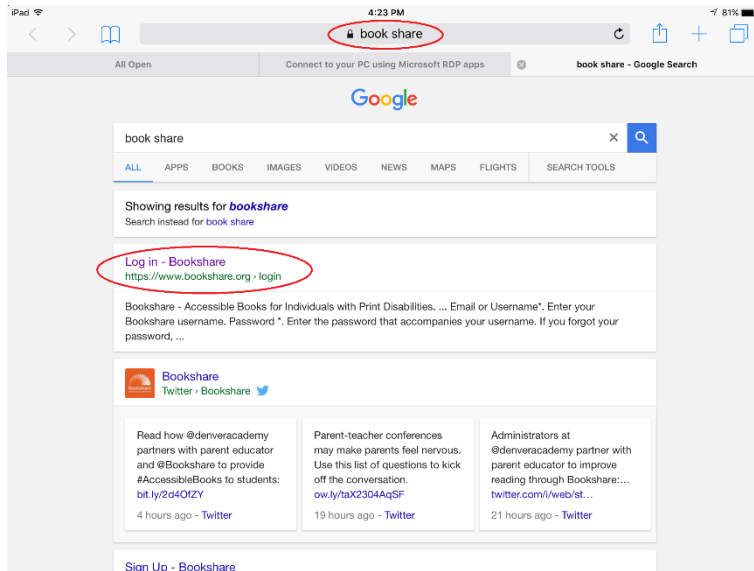 iPad 4:23 PM 81%
book share
All Open Connect to your PC using Microsoft RDP apps book share - Google Search
Google
book share
ALL APPS BOOKS IMAGES VIDEOS NEWS MAPS FLIGHTS SEARCH TOOLS
Showing results for bookshare
Search instead for book share
Log in - Bookshare
https://www.bookshare.org › login
Bookshare - Accessible Books for Individuals with Print Disabilities. ... Email or Username*. Enter your
Bookshare username. Password *. Enter the password that accompanies your username. If you forgot your
password, ...
Bookshare
Bookshare
Twitter › Bookshare
Read how @denveracademy
partners with parent educator
and @Bookshare to provide
#AccessibleBooks to students:
bit.ly/2d4OfZY
4 hours ago - Twitter
Parent-teacher conferences
may make parents feel nervous.
Use this list of questions to kick
off the conversation.
ow.ly/taX2304AqSF
19 hours ago - Twitter
Administrators at
@denveracademy partner with
parent educator to improve
reading through Bookshare:...
twitter.com/i/web/st...
21 hours ago - Twitter
Sign Up - Bookshare